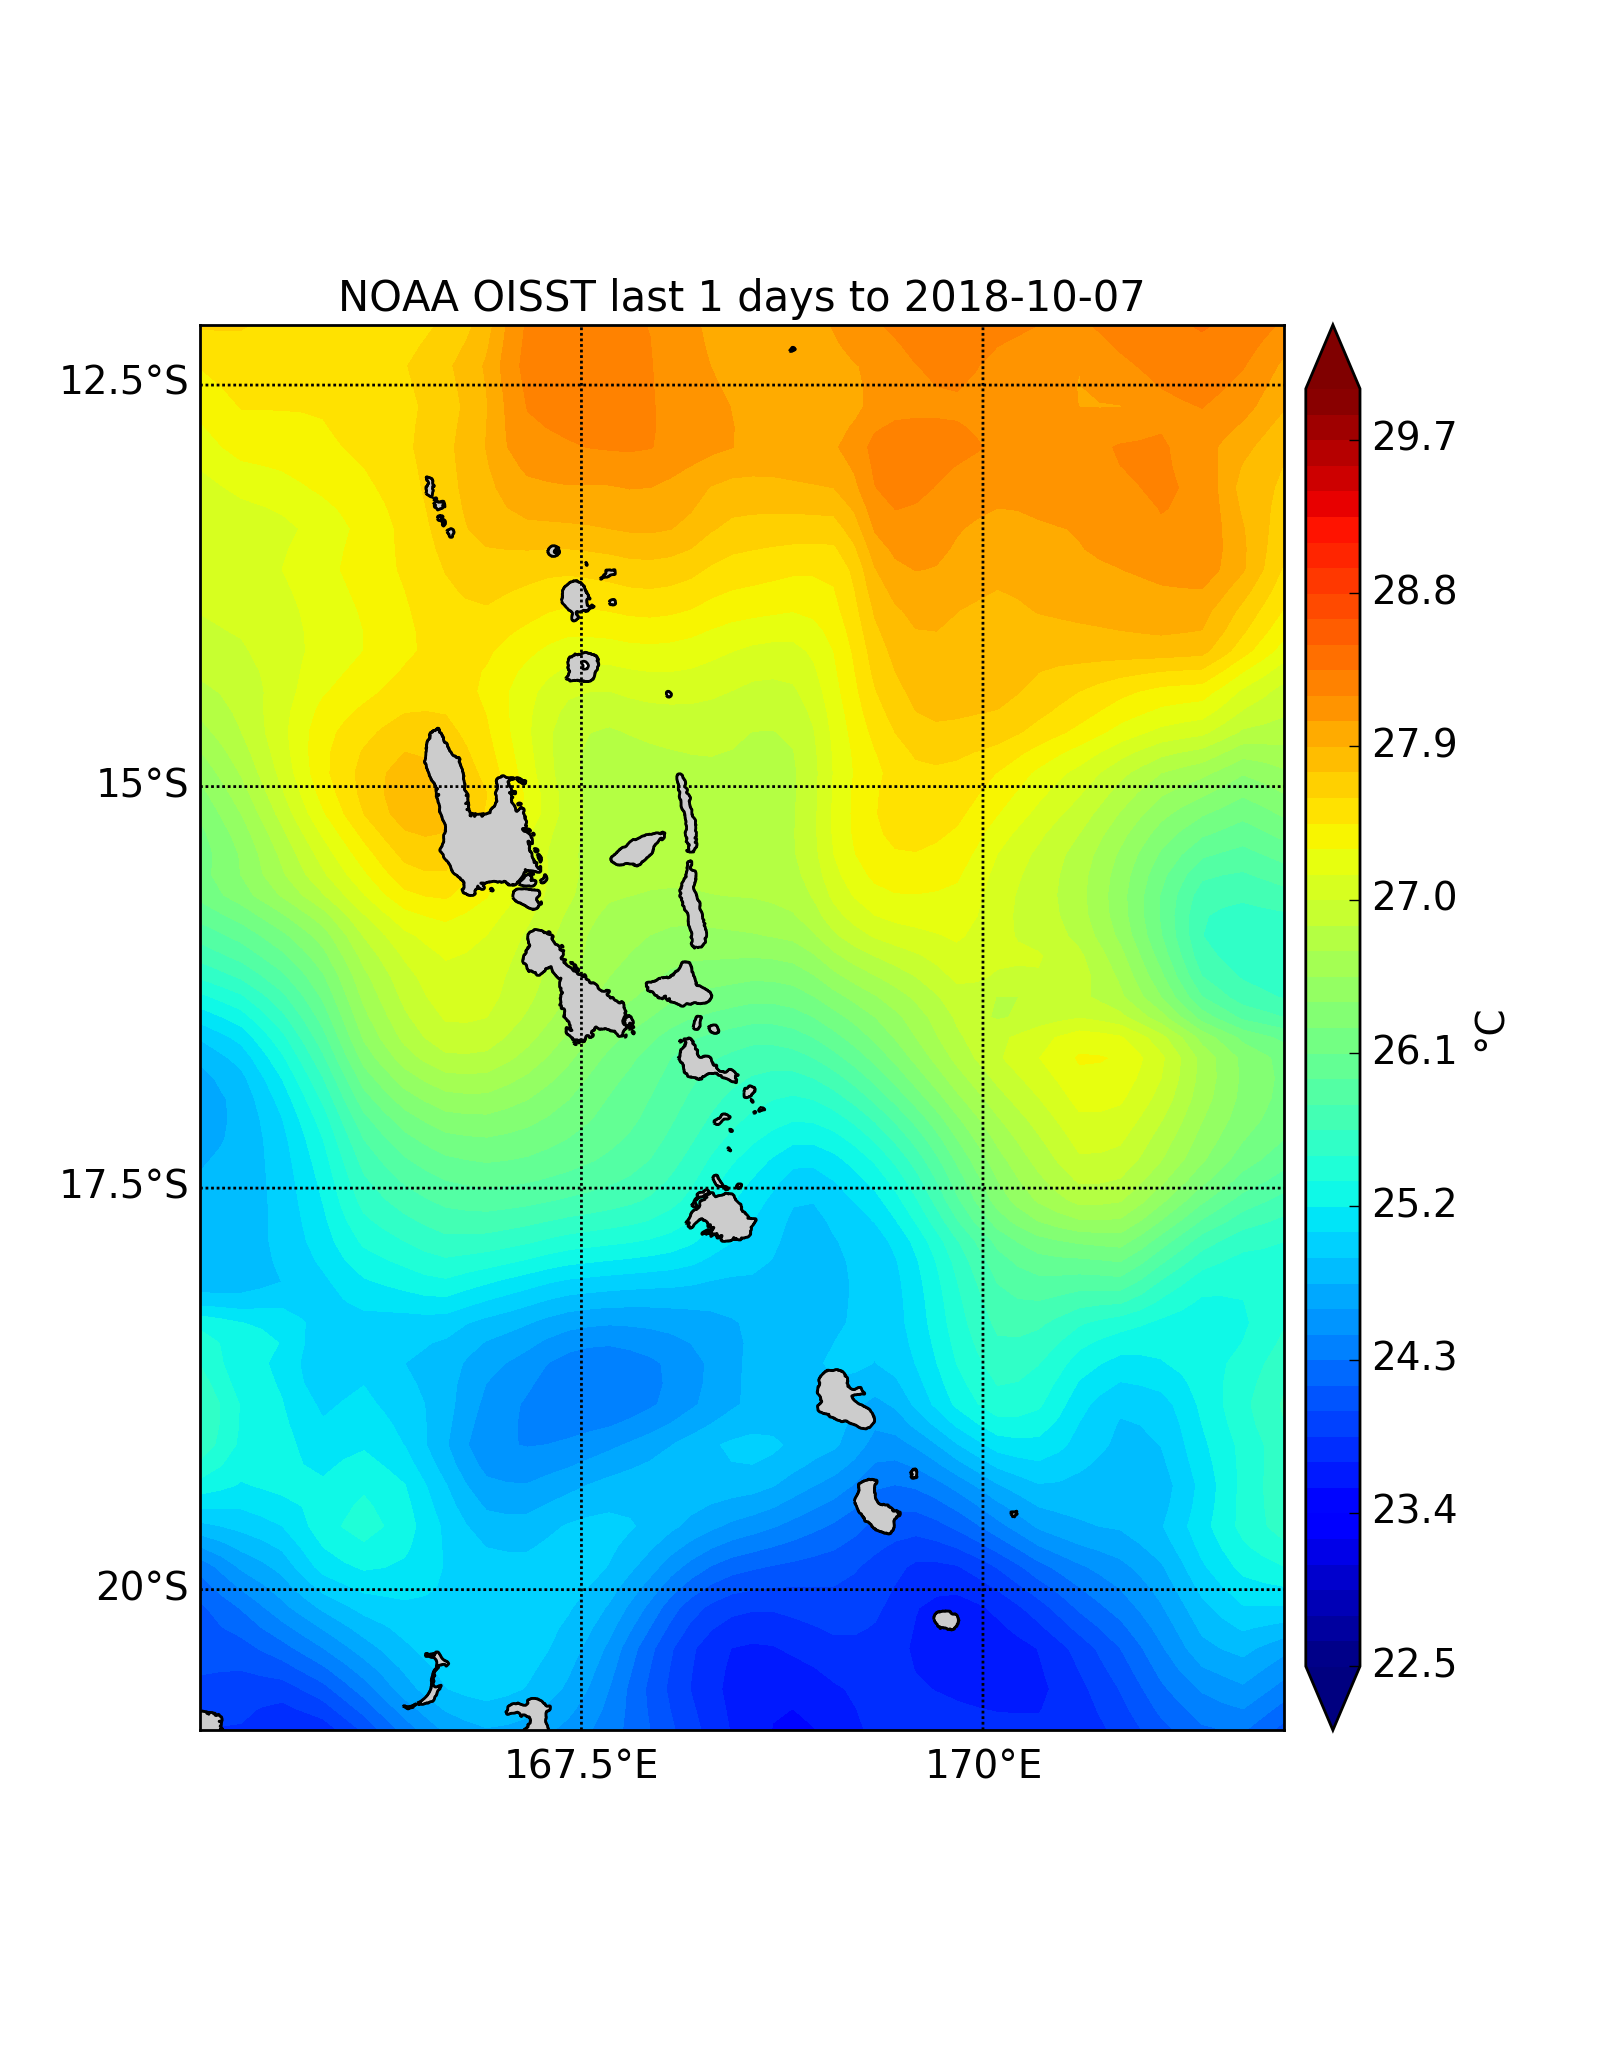 NOAA OISST last 1 days to 2018-10-07
12.5°S
15°S
17.5°S
20°S
167.5°E
170°E
29.7
28.8
27.9
27.0
26.1
25.2
24.3
23.4
22.5
°C